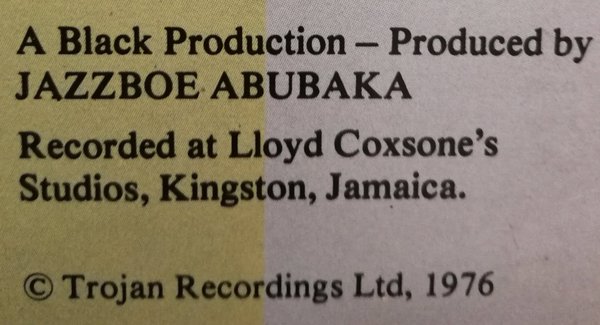 A Black Production – Produced by
JAZZBOE ABUBAKA
Recorded at Lloyd Coxsone's
Studios, Kingston, Jamaica.
© Trojan Recordings Ltd, 1976